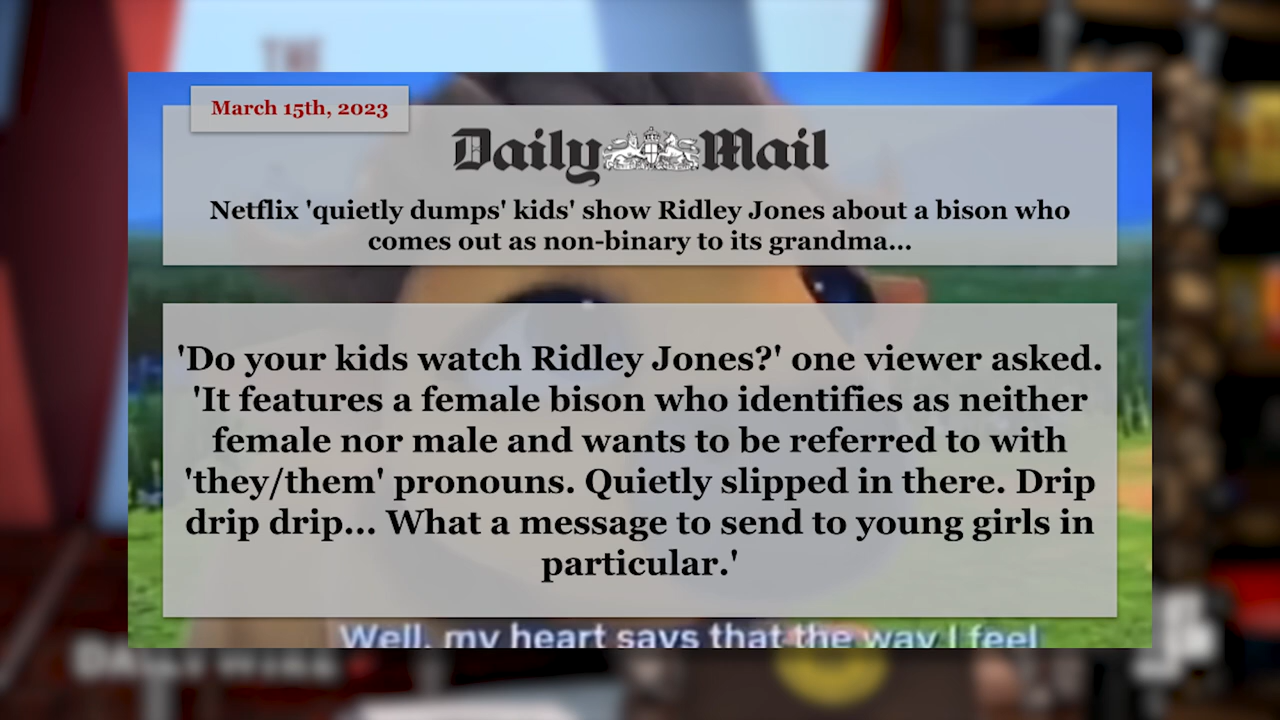 THE
March 15th, 2023
Daily Mail
Netflix 'quietly dumps' kids' show Ridley Jones about a bison who
comes out as non-binary to its grandma...
'Do your kids watch Ridley Jones?' one viewer asked.
'It features a female bison who identifies as neither
female nor male and wants to be referred to with
'they/them' pronouns. Quietly slipped in there. Drip
drip drip... What a message to send to young girls in
particular.'
Well, my heart says that the way I feel
DAILY WIRE